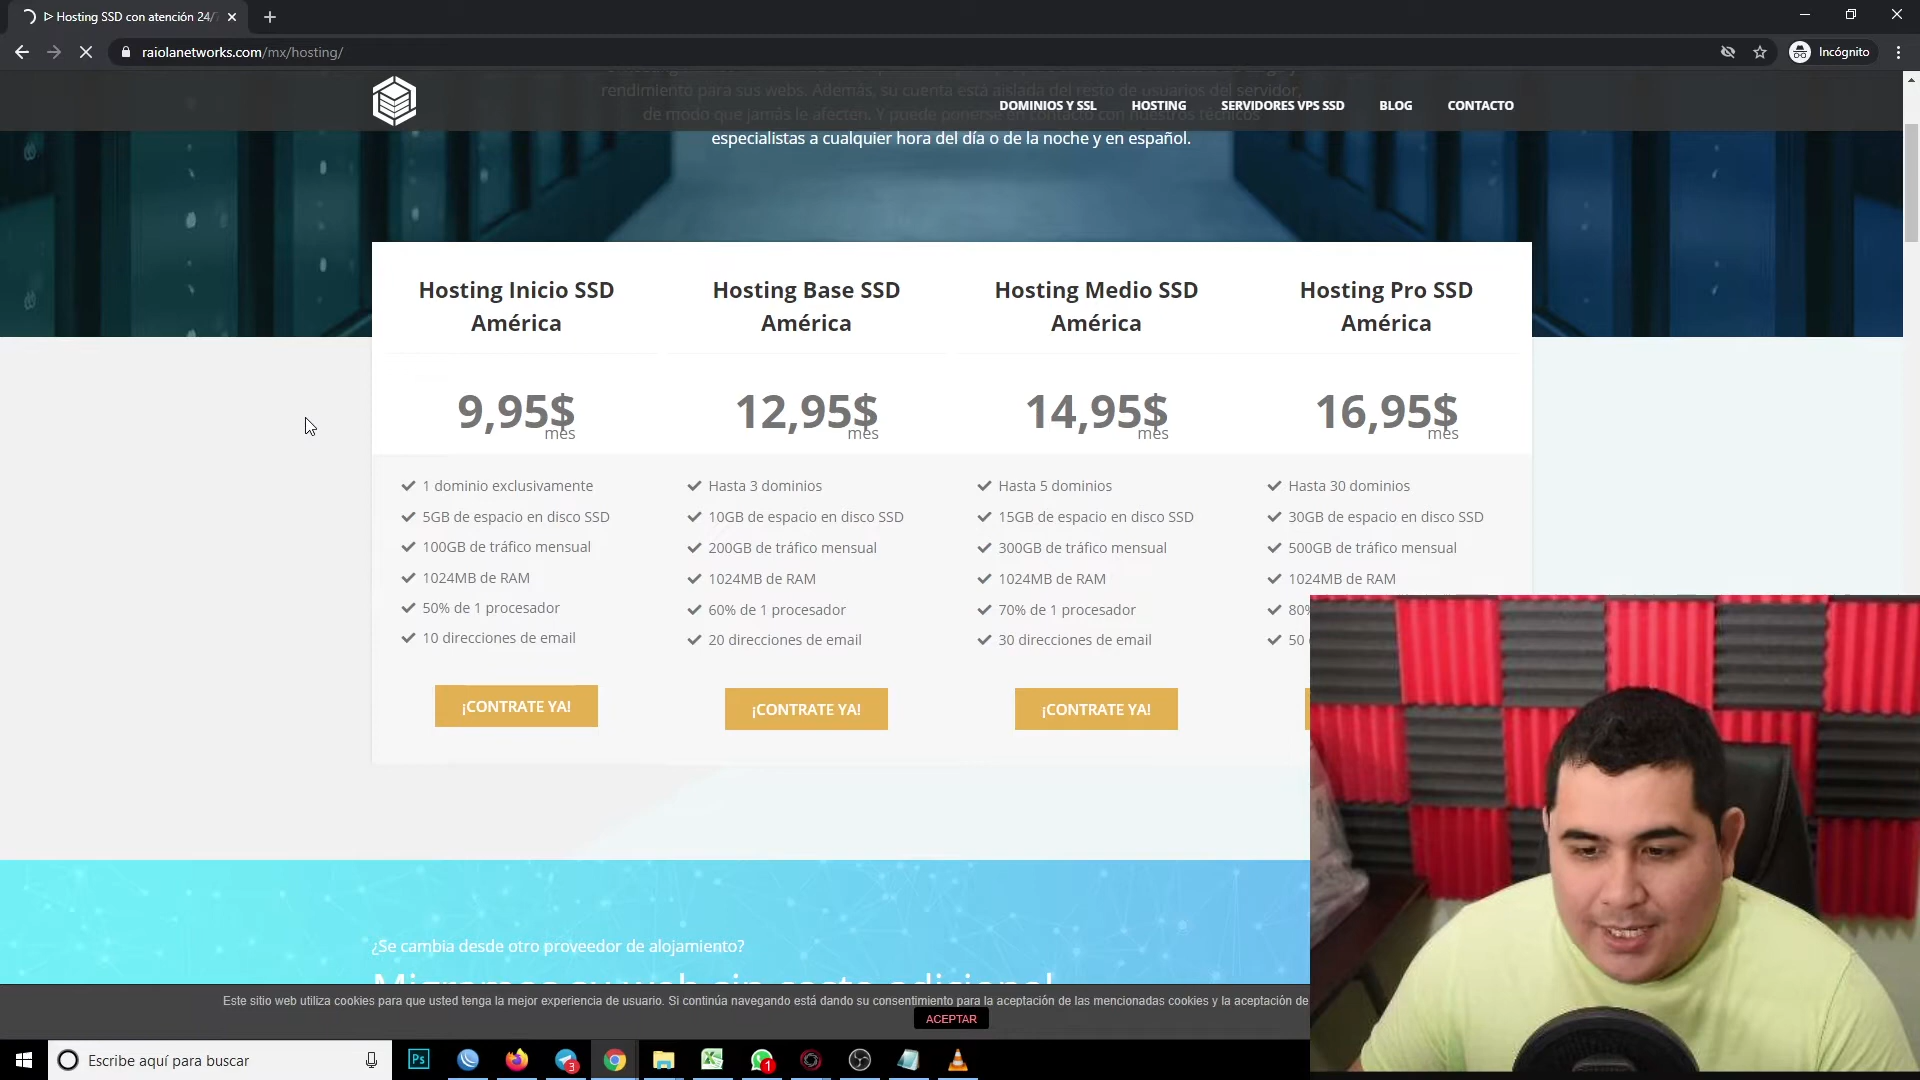 ▷ Hosting SSD con atención 24/7
raiolanetworks.com/mx/hosting/
Incógnito
rendimiento para sus webs. Además, su cuenta está aislada del resto de usuarios del servidor,
de modo que jamás le afecten. Y puede ponerse en contacto con nuestros técnicos
especialistas a cualquier hora del día o de la noche y en español.
DOMINIOS Y SSL
HOSTING
SERVIDORES VPS SSD
BLOG
CONTACTO
Hosting Inicio SSD
América
9,95$
mes
1 dominio exclusivamente
5GB de espacio en disco SSD
100GB de tráfico mensual
1024MB de RAM
50% de 1 procesador
10 direcciones de email
¡CONTRATE YA!
Hosting Base SSD
América
12,95$
mes
Hasta 3 dominios
10GB de espacio en disco SSD
200GB de tráfico mensual
1024MB de RAM
60% de 1 procesador
20 direcciones de email
¡CONTRATE YA!
Hosting Medio SSD
América
14,95$
mes
Hasta 5 dominios
15GB de espacio en disco SSD
300GB de tráfico mensual
1024MB de RAM
70% de 1 procesador
30 direcciones de email
¡CONTRATE YA!
Hosting Pro SSD
América
16,95$
mes
Hasta 30 dominios
30GB de espacio en disco SSD
500GB de tráfico mensual
1024MB de RAM
80%
50
¿Se cambia desde otro proveedor de alojamiento?
Migramos su web sin costo adicional
Este sitio web utiliza cookies para que usted tenga la mejor experiencia de usuario. Si continúa navegando está dando su consentimiento para la aceptación de las mencionadas cookies y la aceptación de
ACEPTAR
Escribe aquí para buscar
Ps
3
1